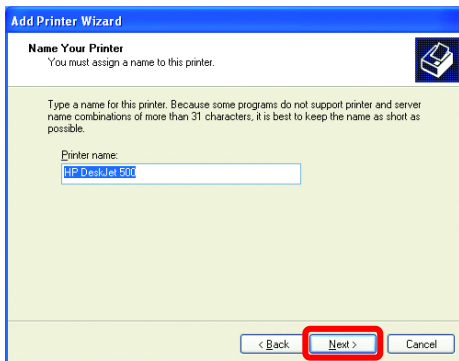 Add Printer Wizard
Name Your Printer
You must assign a name to this printer.
Type a name for this printer. Because some programs do not support printer and server
name combinations of more than 31 characters, it is best to keep the name as short as
possible.
Printer name:
HP DeskJet 500
< Back Next > Cancel